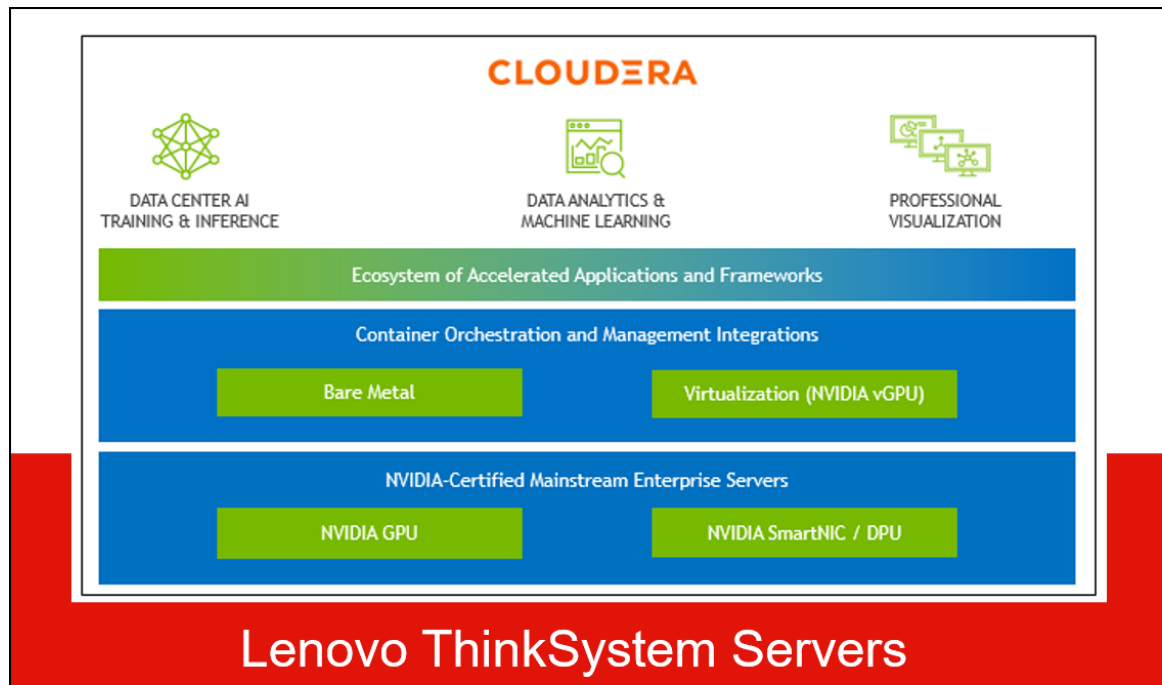 CLOUDERA
DATA CENTER AI
TRAINING & INFERENCE
DATA ANALYTICS &
MACHINE LEARNING
PROFESSIONAL
VISUALIZATION
Ecosystem of Accelerated Applications and Frameworks
Container Orchestration and Management Integrations
Bare Metal
Virtualization (NVIDIA vGPU)
NVIDIA-Certified Mainstream Enterprise Servers
NVIDIA GPU
NVIDIA SmartNIC / DPU
Lenovo ThinkSystem Servers